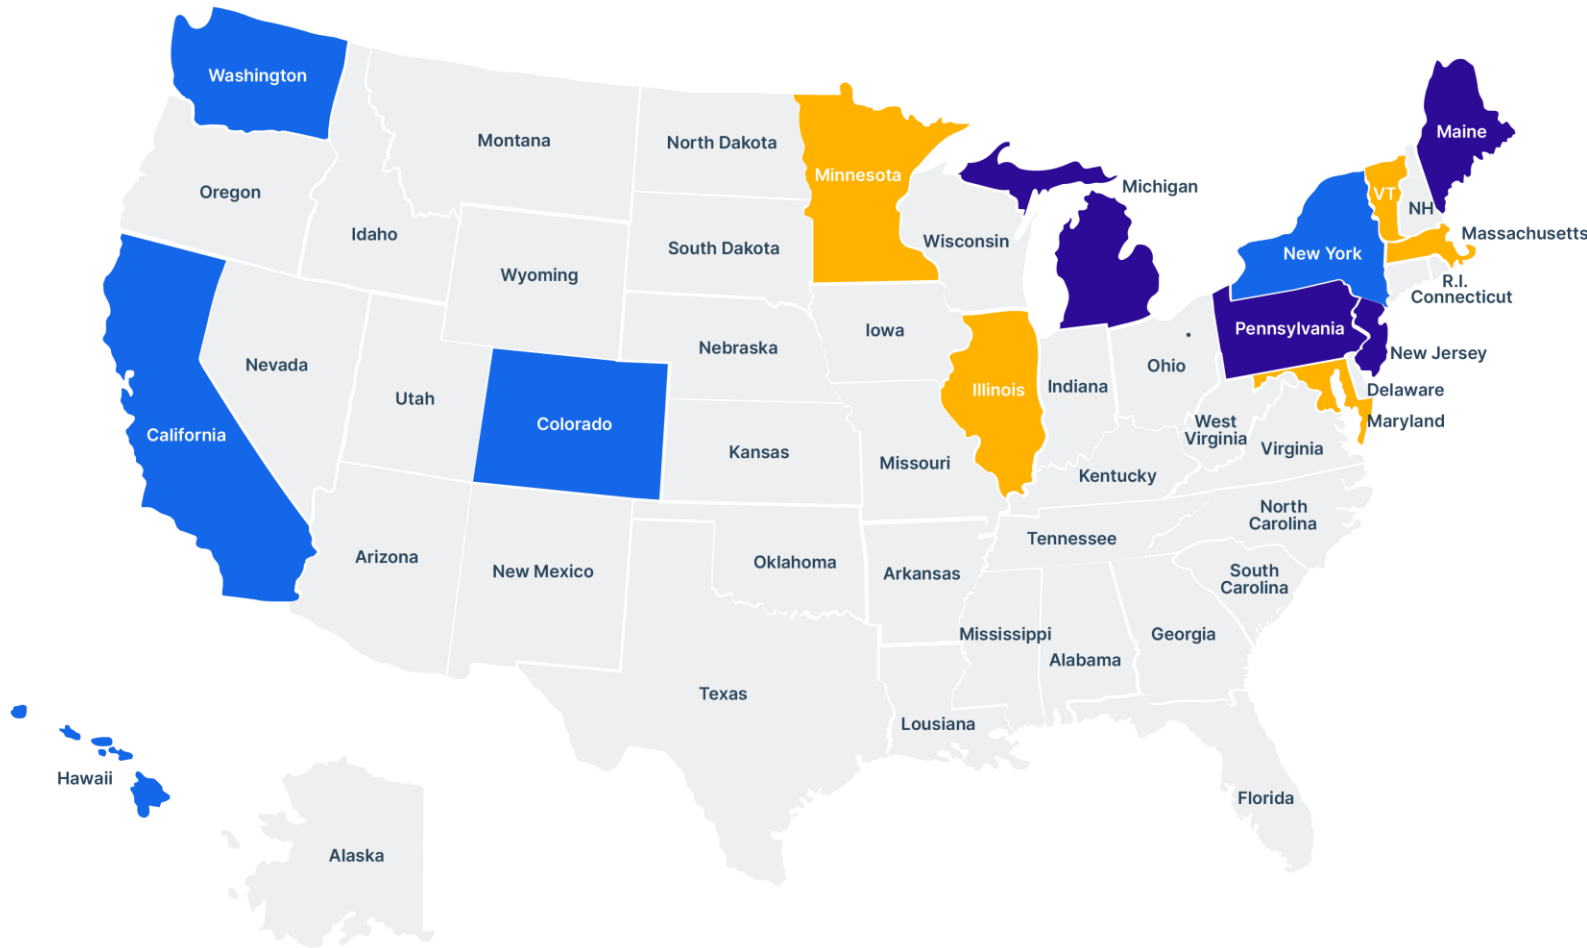 Washington
Montana
North Dakota
Minnesota
Maine
Michigan
Oregon
VT
NH
Idaho
Wisconsin
Massachusetts
South Dakota
New York
Wyoming
R.I.
Connecticut
Iowa
Pennsylvania
Nebraska
New Jersey
Nevada
Ohio
Utah
Illinois
Indiana
Delaware
Colorado
Maryland
California
West
Virginia
Virginia
Kansas
Missouri
Kentucky
North
Carolina
Tennessee
Arizona
Oklahoma
New Mexico
Arkansas
South
Carolina
Mississippi
Georgia
Alabama
Texas
Lousiana
Hawaii
Florida
Alaska